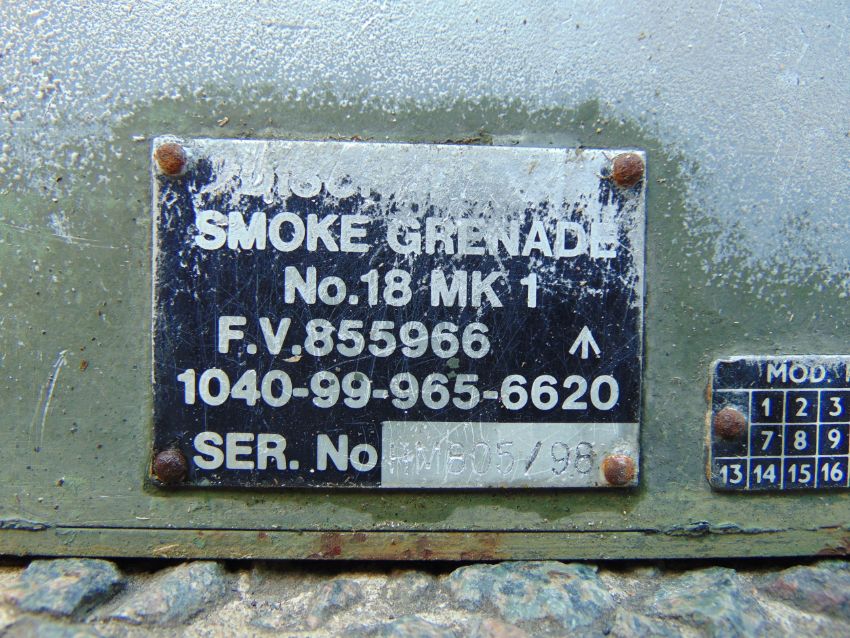 SMOKE GRENADE
No.18 MK 1
F.V.855966
1040-99-965-6620
SER. No HM805/98
MOD.
1 2 3
7 8 9
13 14 15 16